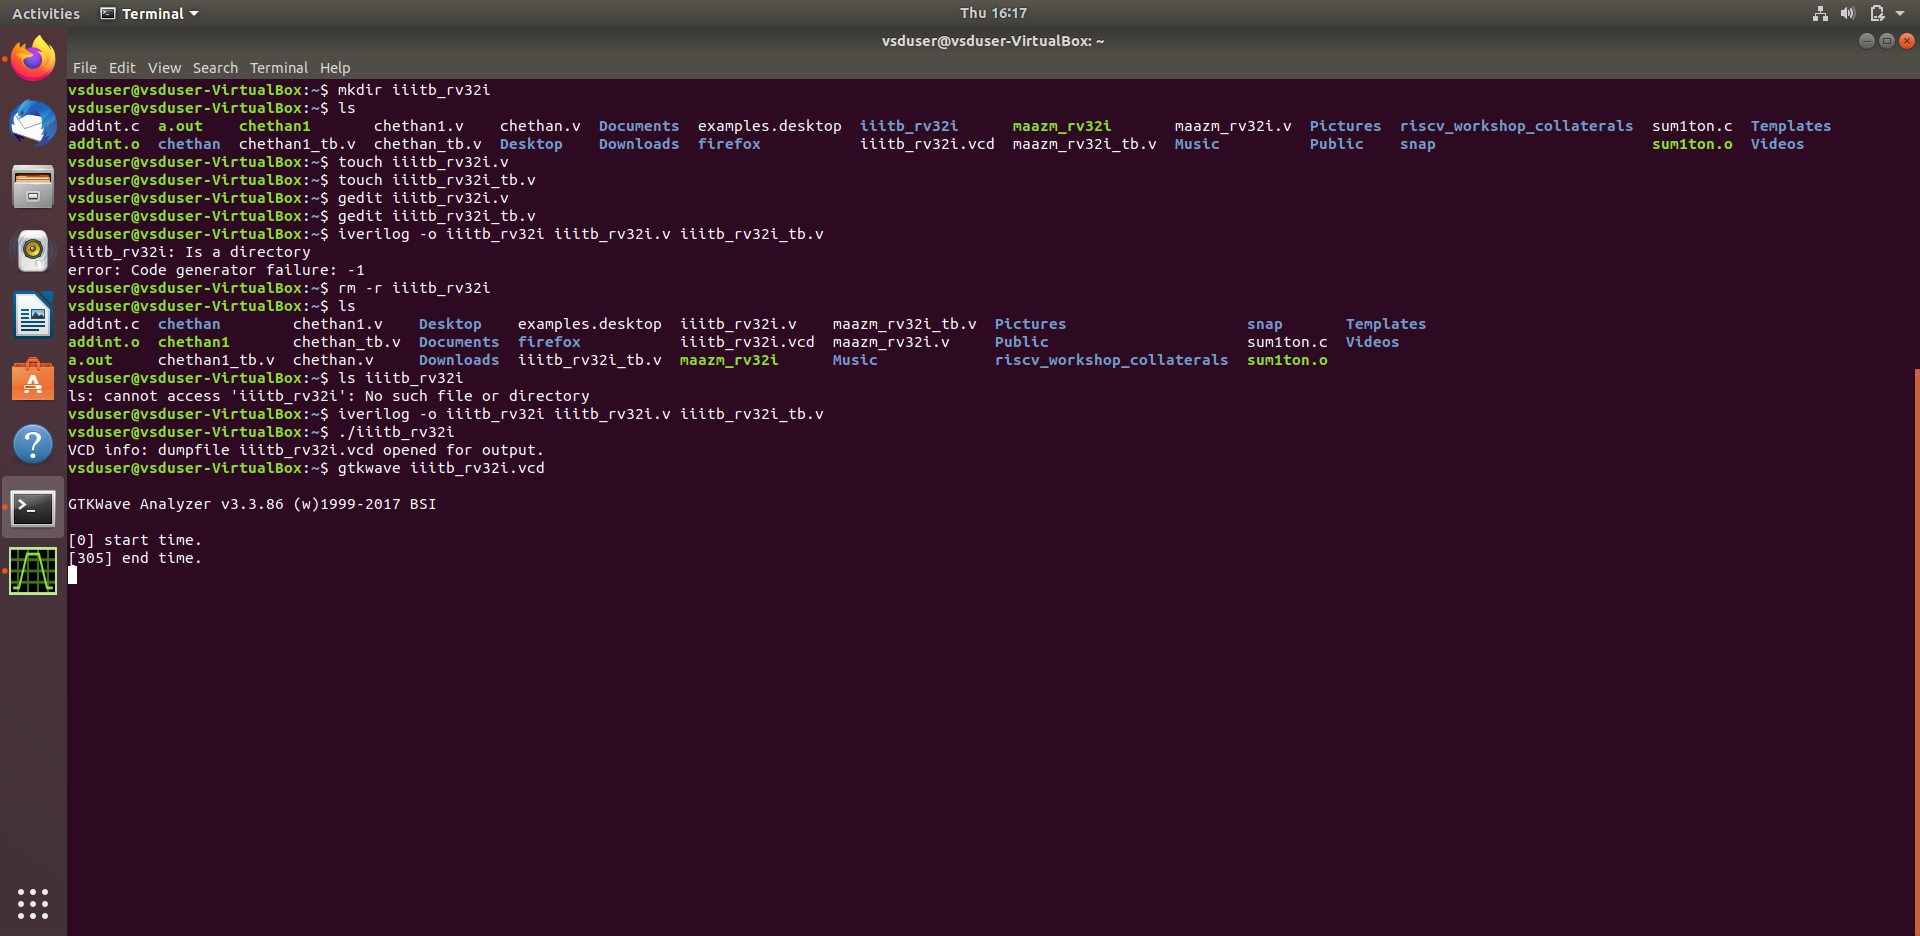 Activities Terminal Thu 16:17
vsduser@vsduser-VirtualBox: ~
File Edit View Search Terminal Help
vsduser@vsduser-VirtualBox:~$ mkdir iiitb_rv32i
vsduser@vsduser-VirtualBox:~$ ls
addint.c a.out chethan1 chethan1.v chethan.v Documents examples.desktop iiitb_rv32i maazm_rv32i maazm_rv32i.v Pictures riscv_workshop_collaterals sum1ton.c Templates
addint.o chethan chethan1_tb.v chethan_tb.v Desktop Downloads firefox iiitb_rv32i.vcd maazm_rv32i_tb.v Music Public snap sum1ton.o Videos
vsduser@vsduser-VirtualBox:~$ touch iiitb_rv32i.v
vsduser@vsduser-VirtualBox:~$ touch iiitb_rv32i_tb.v
vsduser@vsduser-VirtualBox:~$ gedit iiitb_rv32i.v
vsduser@vsduser-VirtualBox:~$ gedit iiitb_rv32i_tb.v
vsduser@vsduser-VirtualBox:~$ iverilog -o iiitb_rv32i iiitb_rv32i.v iiitb_rv32i_tb.v
iiitb_rv32i: Is a directory
error: Code generator failure: -1
vsduser@vsduser-VirtualBox:~$ rm -r iiitb_rv32i
vsduser@vsduser-VirtualBox:~$ ls
addint.c chethan chethan1.v Desktop examples.desktop iiitb_rv32i.v maazm_rv32i_tb.v Pictures snap Templates
addint.o chethan1 chethan_tb.v Documents firefox iiitb_rv32i.vcd maazm_rv32i.v Public sum1ton.c Videos
a.out chethan1_tb.v chethan.v Downloads iiitb_rv32i_tb.v maazm_rv32i Music riscv_workshop_collaterals sum1ton.o
vsduser@vsduser-VirtualBox:~$ ls iiitb_rv32i
ls: cannot access 'iiitb_rv32i': No such file or directory
vsduser@vsduser-VirtualBox:~$ iverilog -o iiitb_rv32i iiitb_rv32i.v iiitb_rv32i_tb.v
vsduser@vsduser-VirtualBox:~$ ./iiitb_rv32i
VCD info: dumpfile iiitb_rv32i.vcd opened for output.
vsduser@vsduser-VirtualBox:~$ gtkwave iiitb_rv32i.vcd
GTKWave Analyzer v3.3.86 (w)1999-2017 BSI
[0] start time.
[305] end time.